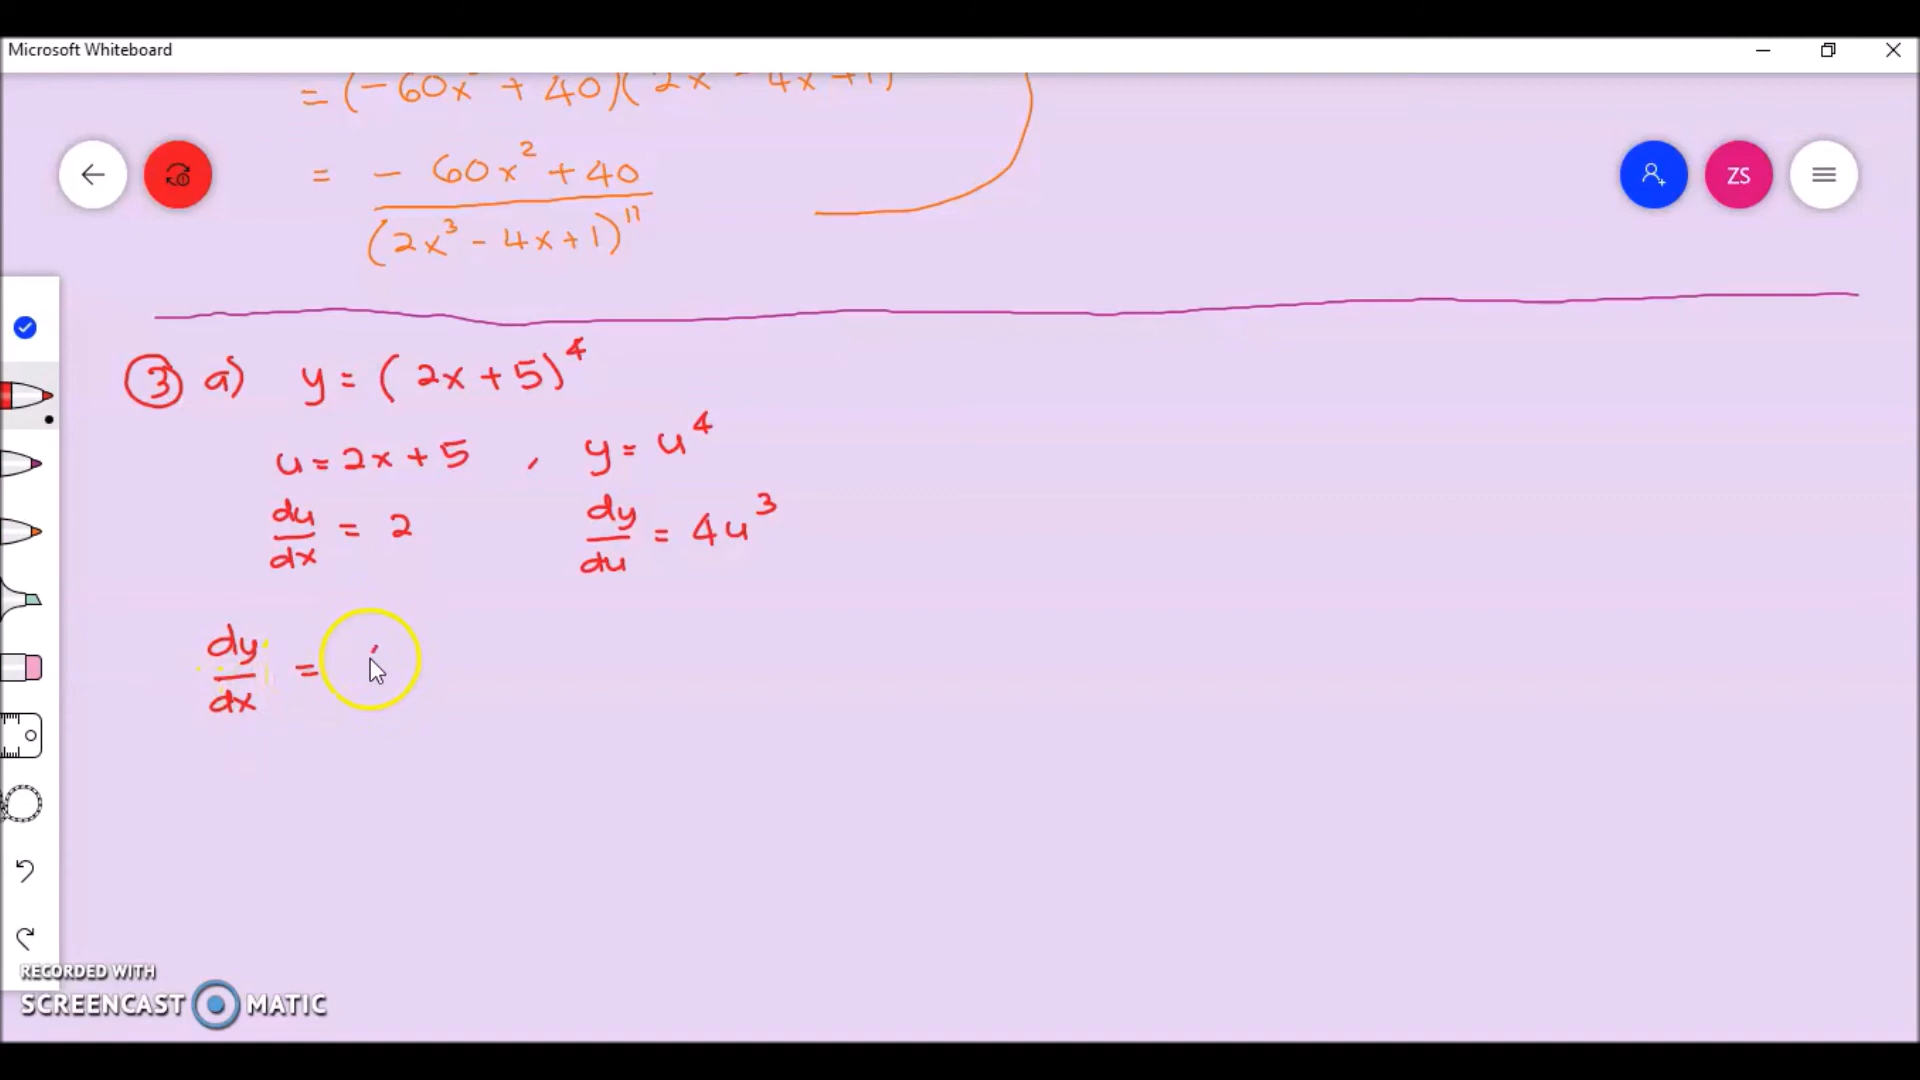 Microsoft Whiteboard
= (-60x² + 40)(2x - 4x + 1)
= - 60x² + 40
(2x³ - 4x + 1)¹¹
ZS
③ a) y = (2x + 5)⁴
u = 2x + 5 , y = u⁴
du/dx = 2 dy/du = 4u³
dy/dx =
RECORDED WITH
SCREENCAST MATIC